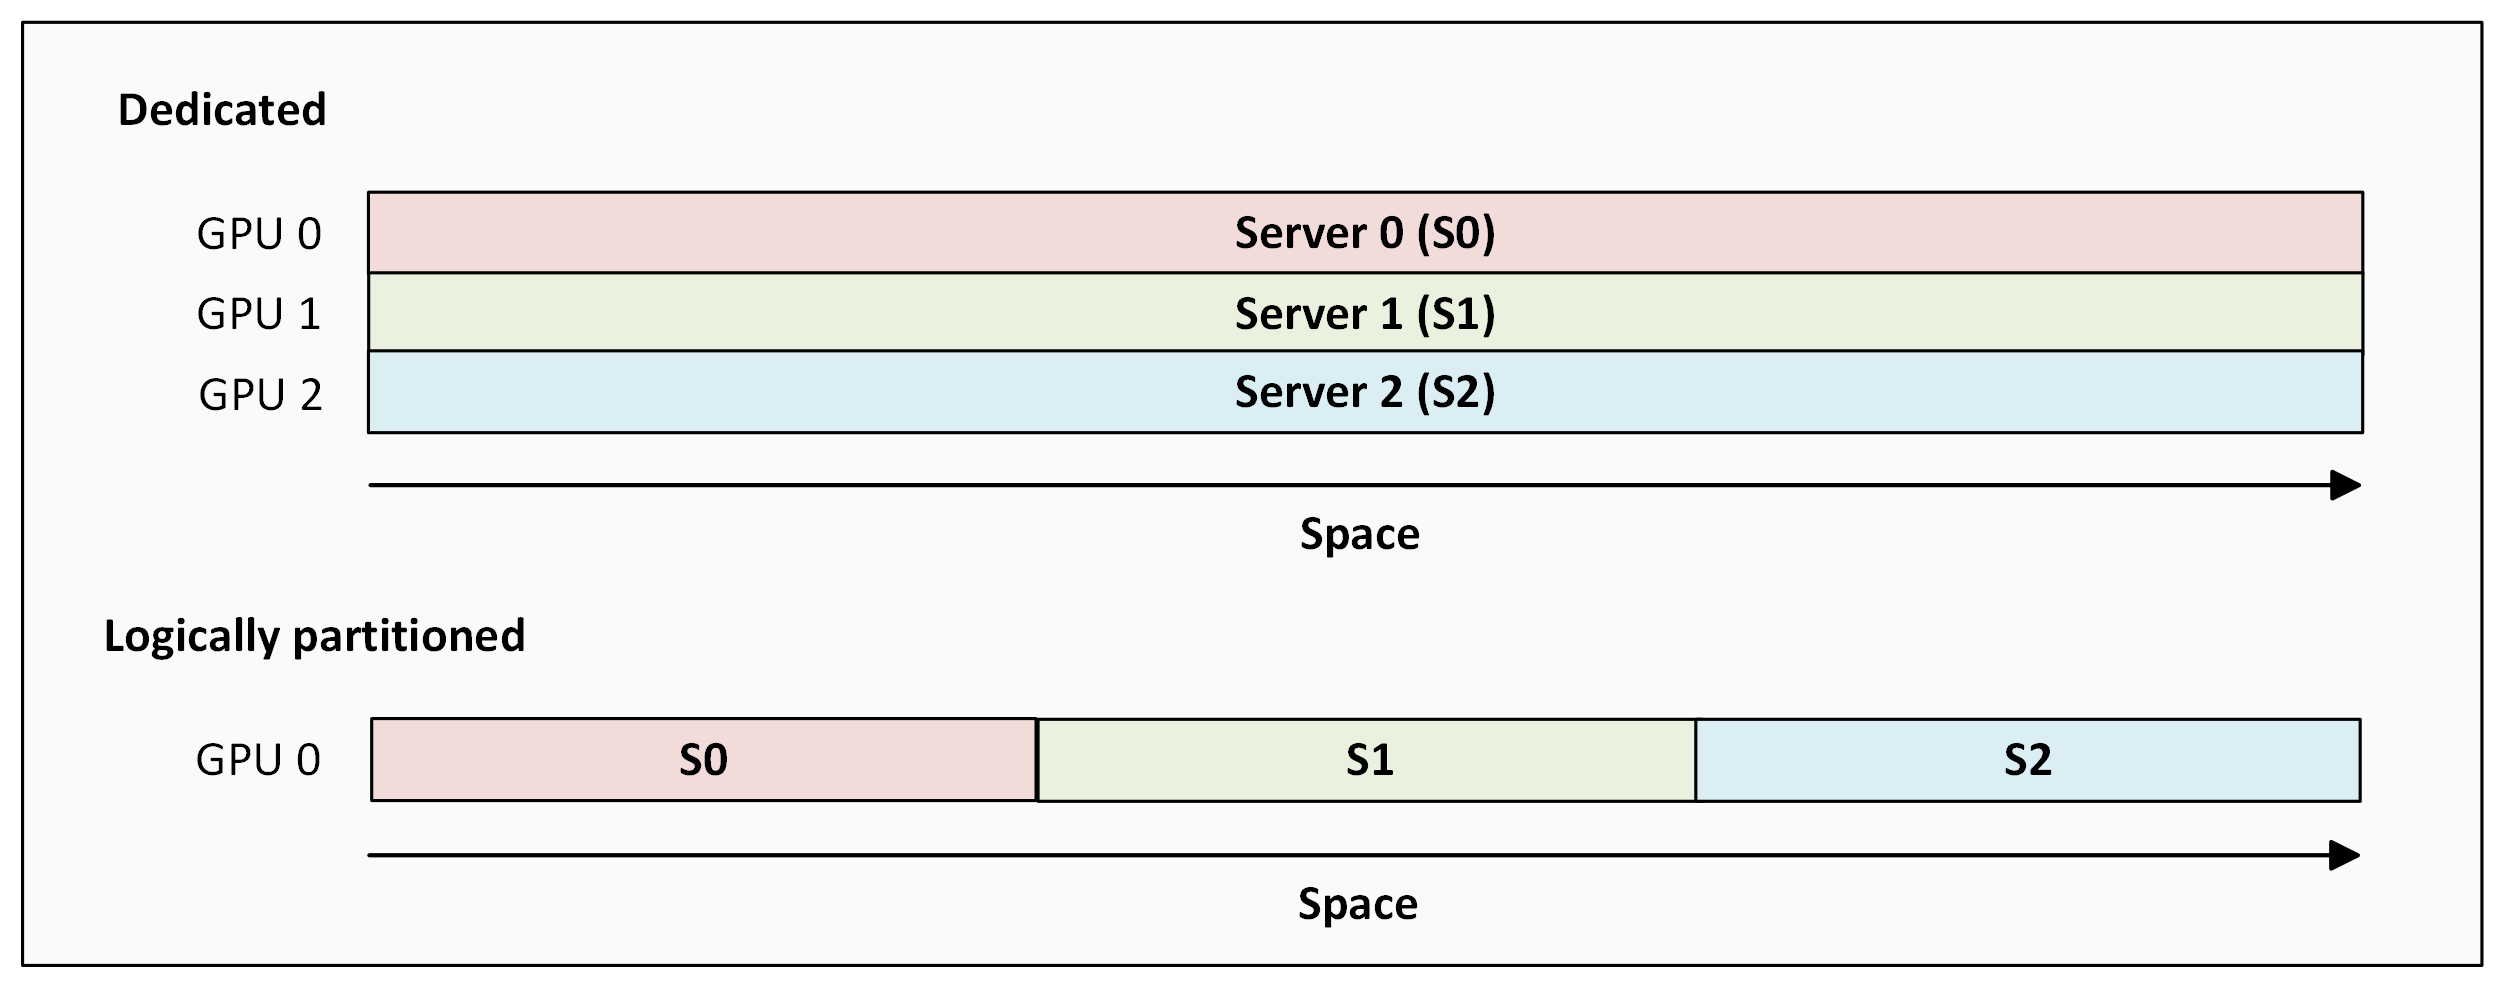 Dedicated
GPU 0
Server 0 (S0)
GPU 1
Server 1 (S1)
GPU 2
Server 2 (S2)
Space
Logically partitioned
GPU 0
S0
S1
S2
Space